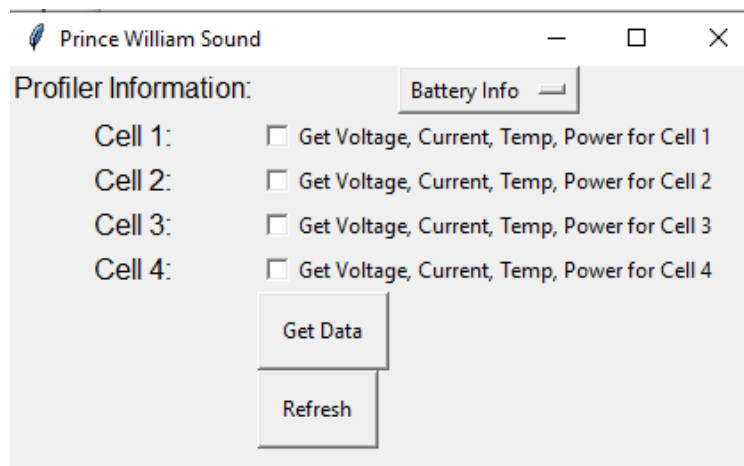 Prince William Sound
Profiler Information: Battery Info
Cell 1: Get Voltage, Current, Temp, Power for Cell 1
Cell 2: Get Voltage, Current, Temp, Power for Cell 2
Cell 3: Get Voltage, Current, Temp, Power for Cell 3
Cell 4: Get Voltage, Current, Temp, Power for Cell 4
Get Data
Refresh